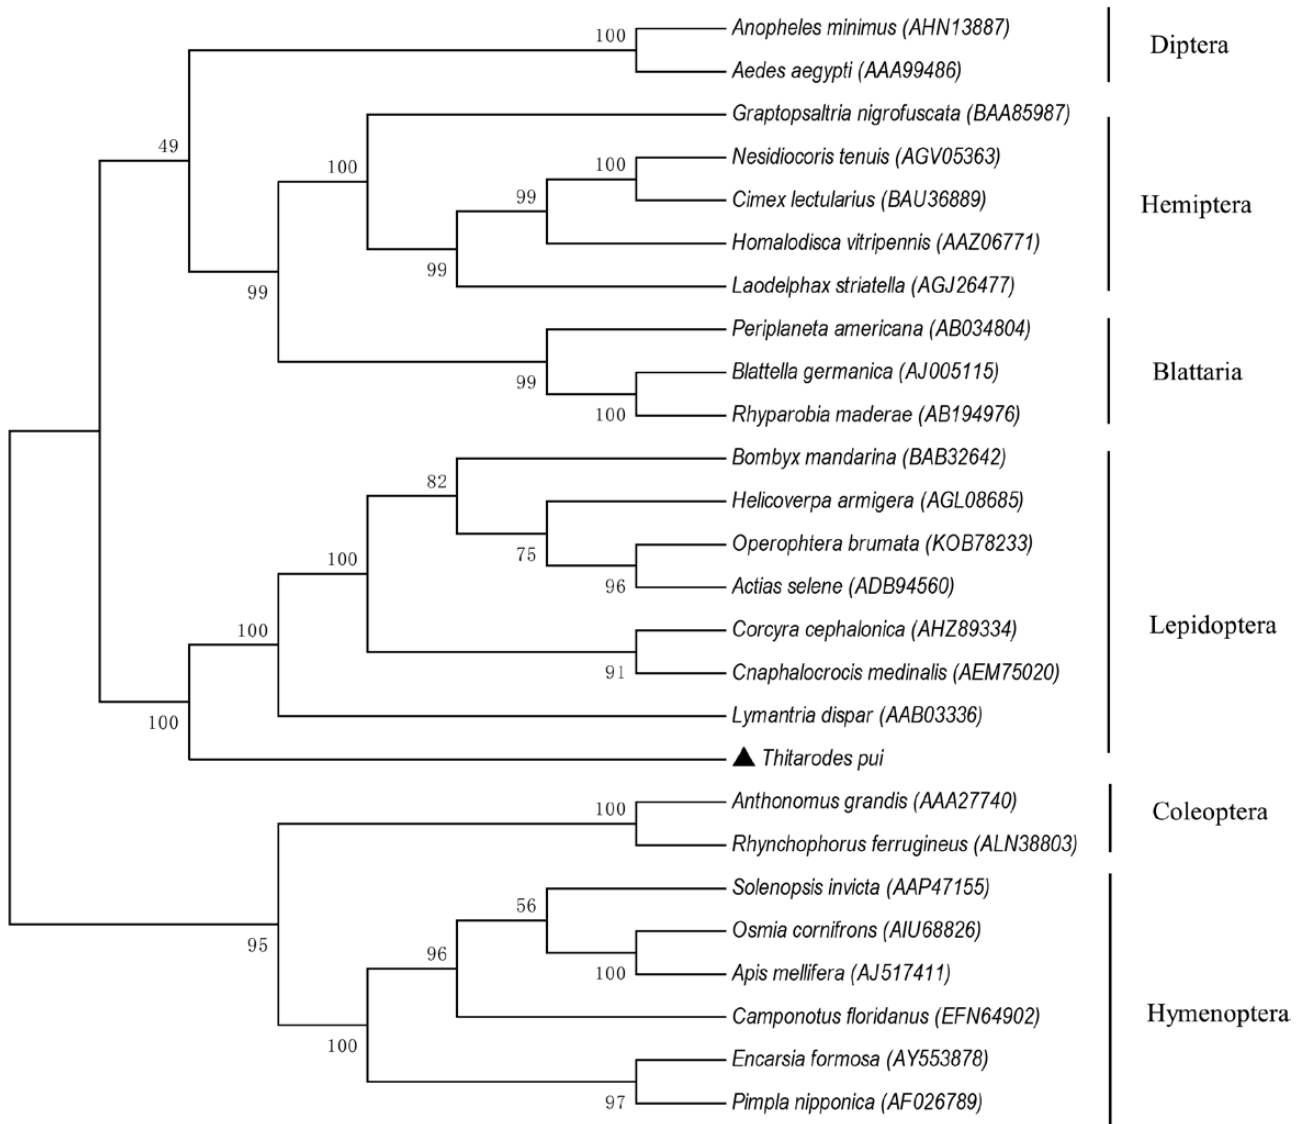 100
Anopheles minimus (AHN13887)
Diptera
Aedes aegypti (AAA99486)
Graptopsaltria nigrofuscata (BAA85987)
49
100
100
Nesidiocoris tenuis (AGV05363)
99
Cimex lectularius (BAU36889)
Hemiptera
Homalodisca vitripennis (AAZ06771)
99
99
Laodelphax striatella (AGJ26477)
Periplaneta americana (AB034804)
99
Blattella germanica (AJ005115)
Blattaria
100
Rhyparobia maderae (AB194976)
Bombyx mandarina (BAB32642)
82
Helicoverpa armigera (AGL08685)
100
75
Operophtera brumata (KOB78233)
96
Actias selene (ADB94560)
100
Corcyra cephalonica (AHZ89334)
Lepidoptera
91
Cnaphalocrocis medinalis (AEM75020)
100
Lymantria dispar (AAB03336)
▲ Thitarodes pui
100
Anthonomus grandis (AAA27740)
Coleoptera
Rhynchophorus ferrugineus (ALN38803)
56
Solenopsis invicta (AAP47155)
95
96
Osmia cornifrons (AIU68826)
100
Apis mellifera (AJ517411)
Camponotus floridanus (EFN64902)
Hymenoptera
100
Encarsia formosa (AY553878)
97
Pimpla nipponica (AF026789)